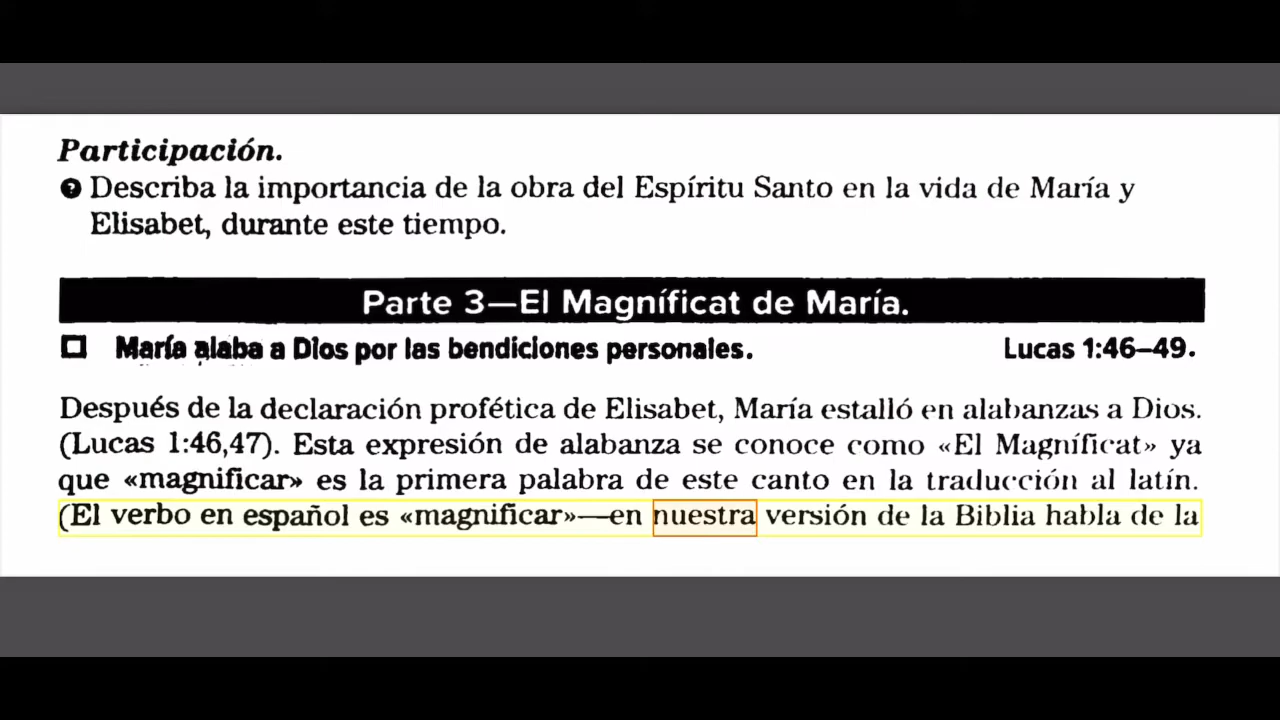 Participación.
Describa la importancia de la obra del Espíritu Santo en la vida de María y
Elisabet, durante este tiempo.
Parte 3—El Magníficat de María.
María alaba a Dios por las bendiciones personales. Lucas 1:46–49.
Después de la declaración profética de Elisabet, María estalló en alabanzas a Dios.
(Lucas 1:46,47). Esta expresión de alabanza se conoce como «El Magníficat» ya
que «magnificar» es la primera palabra de este canto en la traducción al latín.
(El verbo en español es «magnificar»—en nuestra versión de la Biblia habla de la